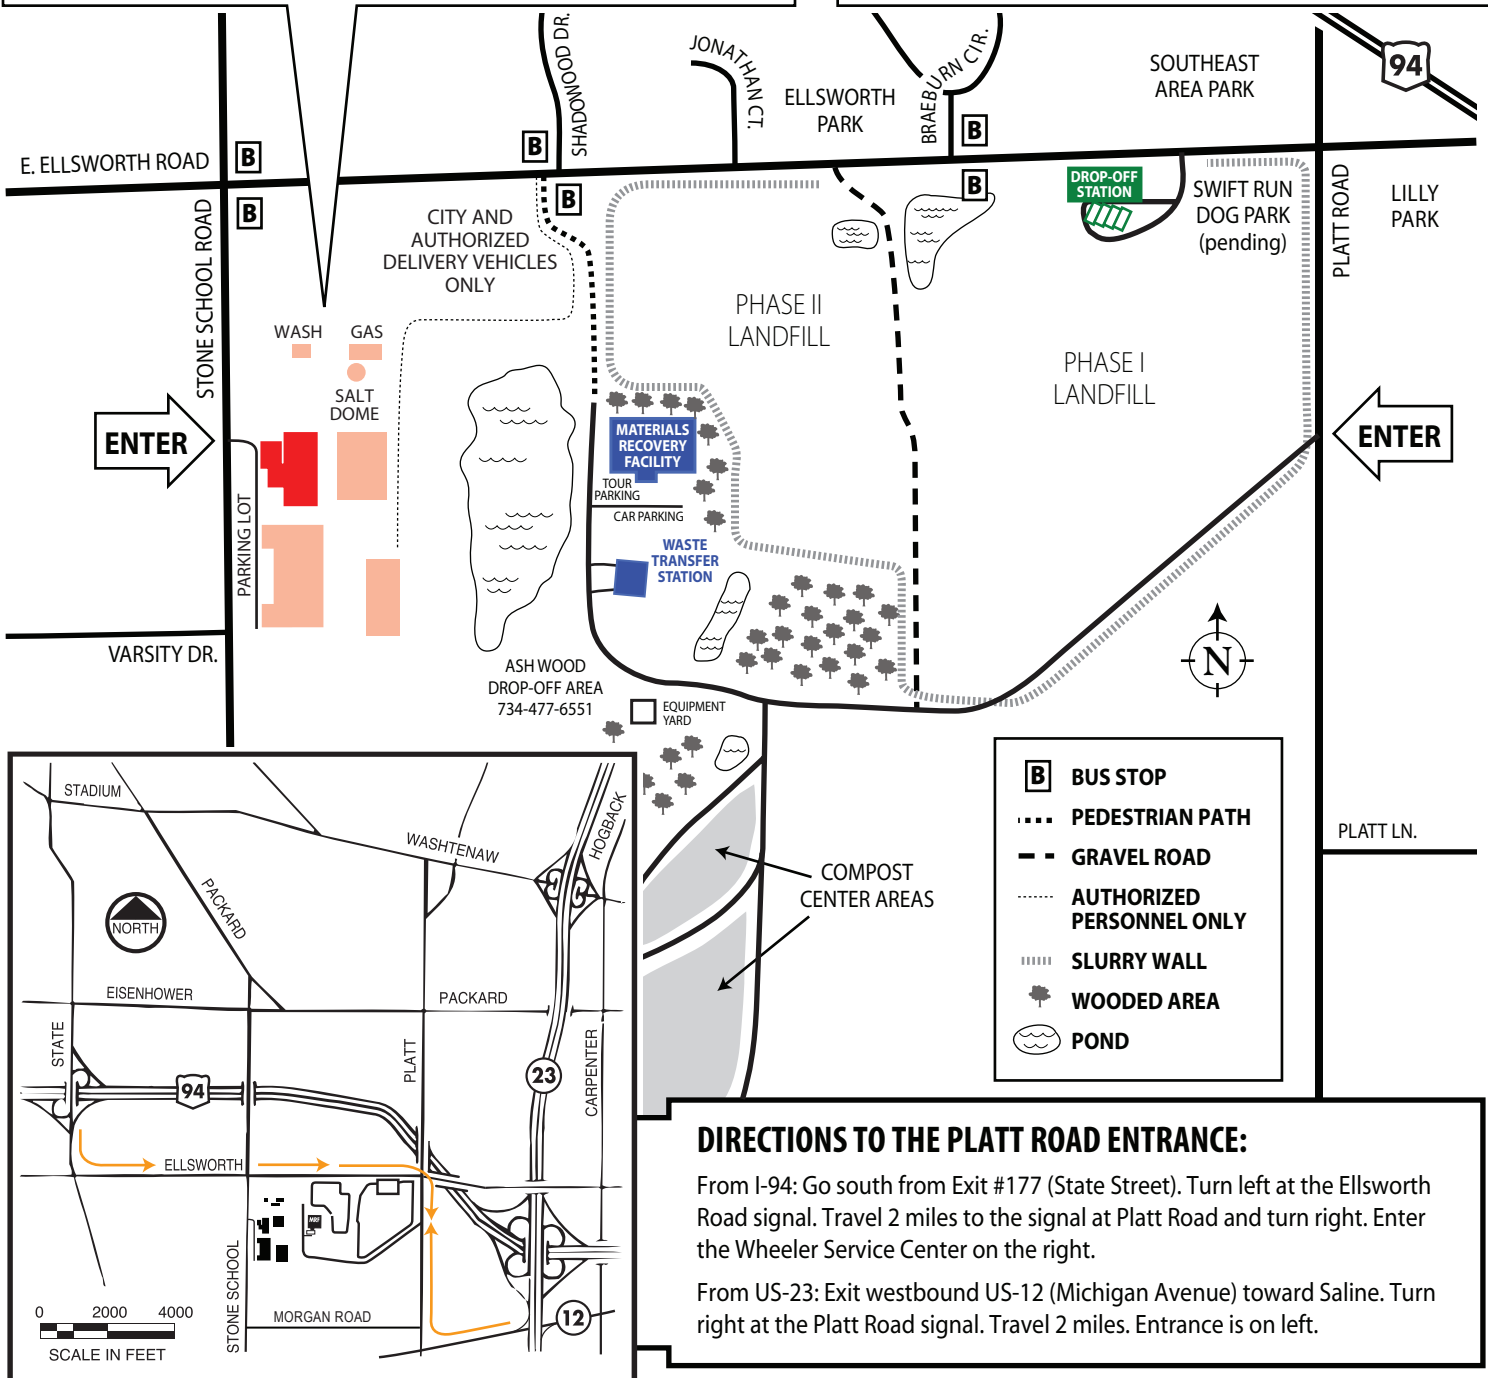 SHADOWOOD DR.
JONATHAN CT.
ELLSWORTH
PARK
BRAEBURN CIR.
SOUTHEAST
AREA PARK
94
E. ELLSWORTH ROAD
B
B
B
B
B
B
STONE SCHOOL ROAD
CITY AND
AUTHORIZED
DELIVERY VEHICLES
ONLY
DROP-OFF
STATION
SWIFT RUN
DOG PARK
(pending)
PLATT ROAD
LILLY
PARK
PHASE II
LANDFILL
PHASE I
LANDFILL
WASH
GAS
SALT
DOME
ENTER
ENTER
PARKING LOT
MATERIALS
RECOVERY
FACILITY
TOUR
PARKING
CAR PARKING
WASTE
TRANSFER
STATION
VARSITY DR.
ASH WOOD
DROP-OFF AREA
734-477-6551
EQUIPMENT
YARD
N
COMPOST
CENTER AREAS
B BUS STOP
PEDESTRIAN PATH
GRAVEL ROAD
AUTHORIZED
PERSONNEL ONLY
SLURRY WALL
WOODED AREA
POND
PLATT LN.
STADIUM
WASHTENAW
HOGBACK
PACKARD
NORTH
EISENHOWER
PACKARD
STATE
PLATT
CARPENTER
94
23
ELLSWORTH
MRF
STONE SCHOOL
MORGAN ROAD
12
0 2000 4000
SCALE IN FEET
DIRECTIONS TO THE PLATT ROAD ENTRANCE:
From I-94: Go south from Exit #177 (State Street). Turn left at the Ellsworth
Road signal. Travel 2 miles to the signal at Platt Road and turn right. Enter
the Wheeler Service Center on the right.
From US-23: Exit westbound US-12 (Michigan Avenue) toward Saline. Turn
right at the Platt Road signal. Travel 2 miles. Entrance is on left.